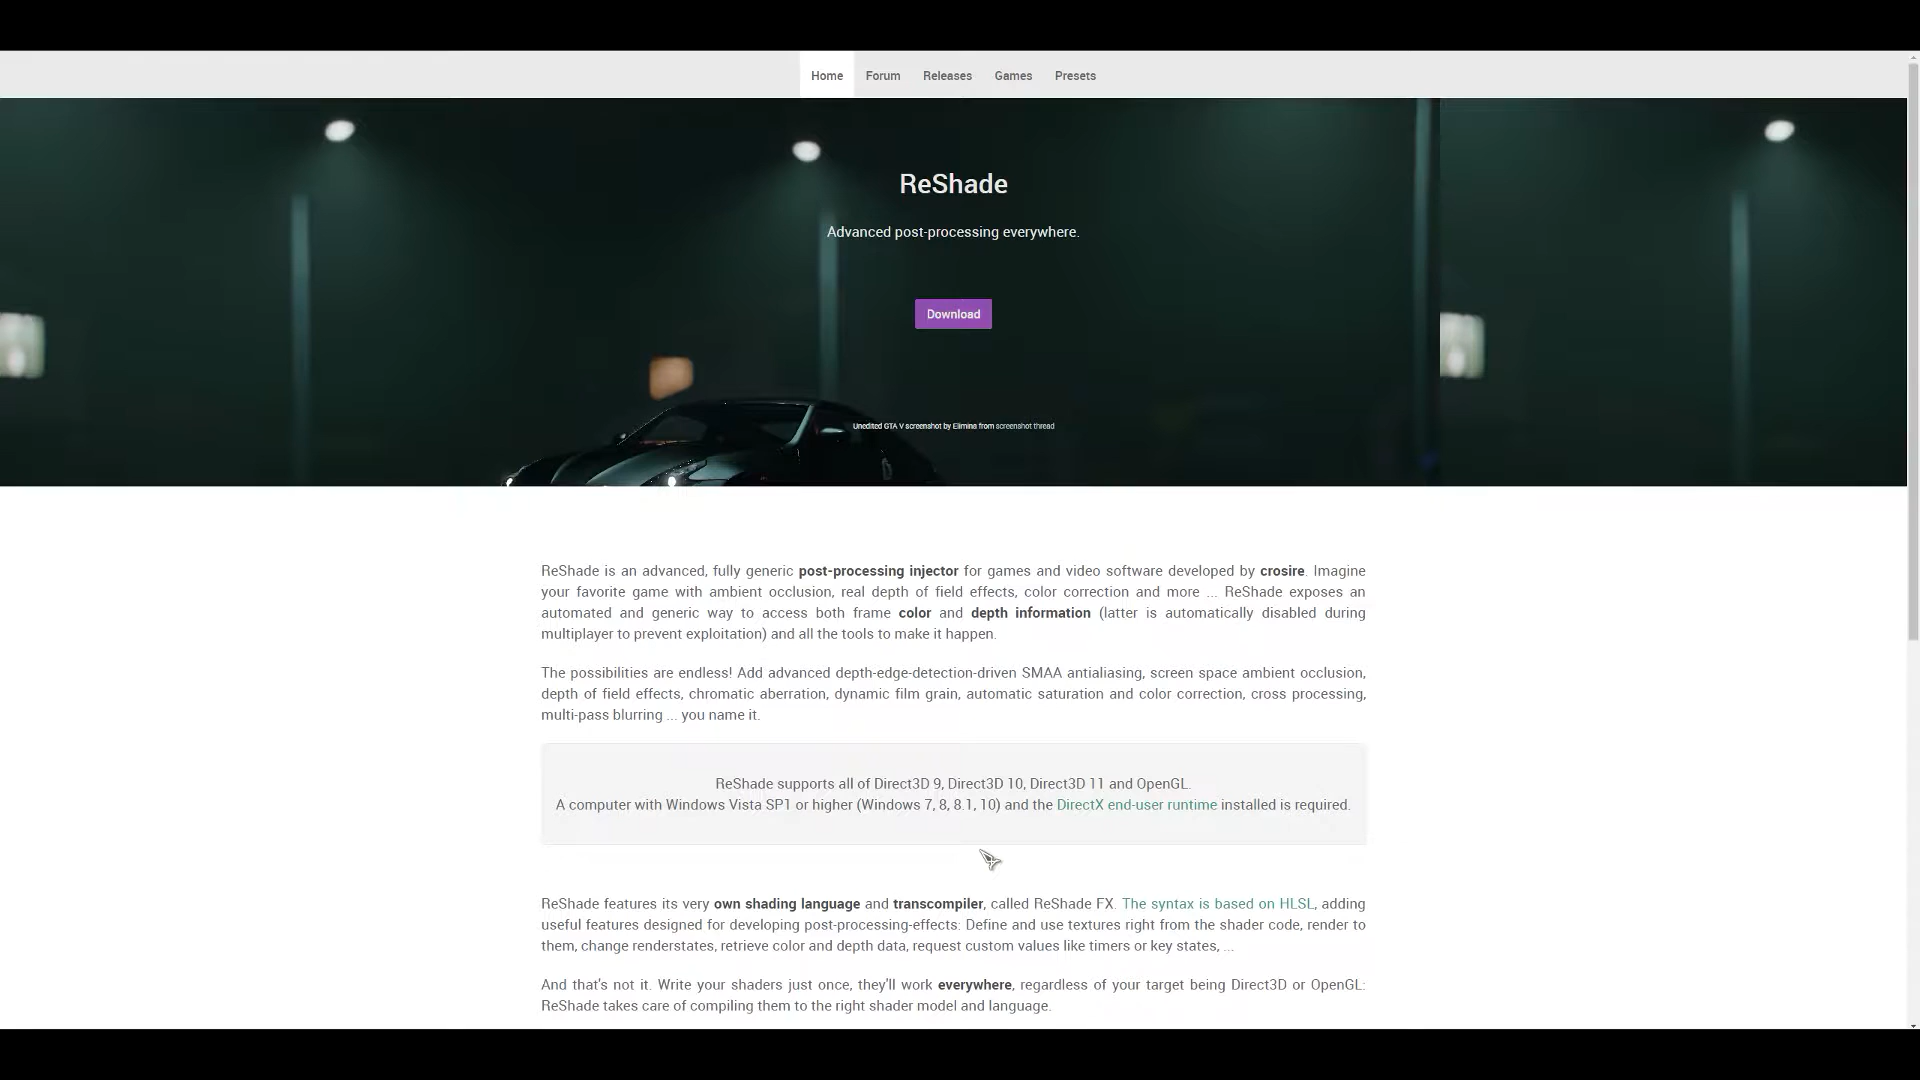 Home Forum Releases Games Presets
ReShade
Advanced post-processing everywhere.
Download
Unedited GTA V screenshot by Elimina from screenshot thread
ReShade is an advanced, fully generic post-processing injector for games and video software developed by crosire. Imagine
your favorite game with ambient occlusion, real depth of field effects, color correction and more ... ReShade exposes an
automated and generic way to access both frame color and depth information (latter is automatically disabled during
multiplayer to prevent exploitation) and all the tools to make it happen.
The possibilities are endless! Add advanced depth-edge-detection-driven SMAA antialiasing, screen space ambient occlusion,
depth of field effects, chromatic aberration, dynamic film grain, automatic saturation and color correction, cross processing,
multi-pass blurring ... you name it.
ReShade supports all of Direct3D 9, Direct3D 10, Direct3D 11 and OpenGL.
A computer with Windows Vista SP1 or higher (Windows 7, 8, 8.1, 10) and the DirectX end-user runtime installed is required.
ReShade features its very own shading language and transcompiler, called ReShade FX. The syntax is based on HLSL, adding
useful features designed for developing post-processing-effects: Define and use textures right from the shader code, render to
them, change renderstates, retrieve color and depth data, request custom values like timers or key states, ...
And that's not it. Write your shaders just once, they'll work everywhere, regardless of your target being Direct3D or OpenGL:
ReShade takes care of compiling them to the right shader model and language.